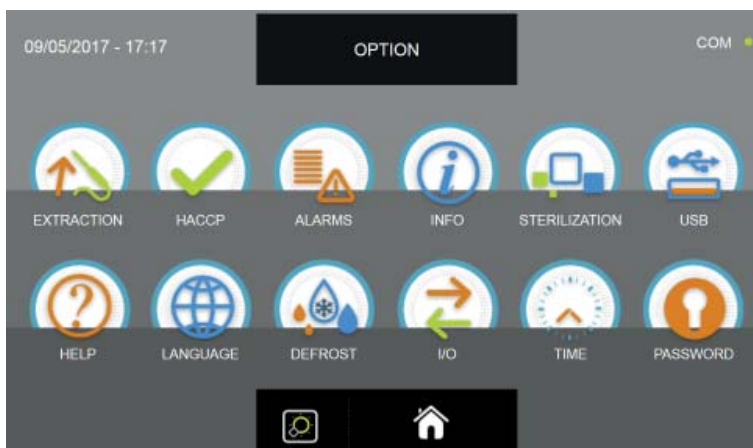 09/05/2017 - 17:17 OPTION COM
EXTRACTION HACCP ALARMS INFO STERILIZATION USB
HELP LANGUAGE DEFROST I/O TIME PASSWORD